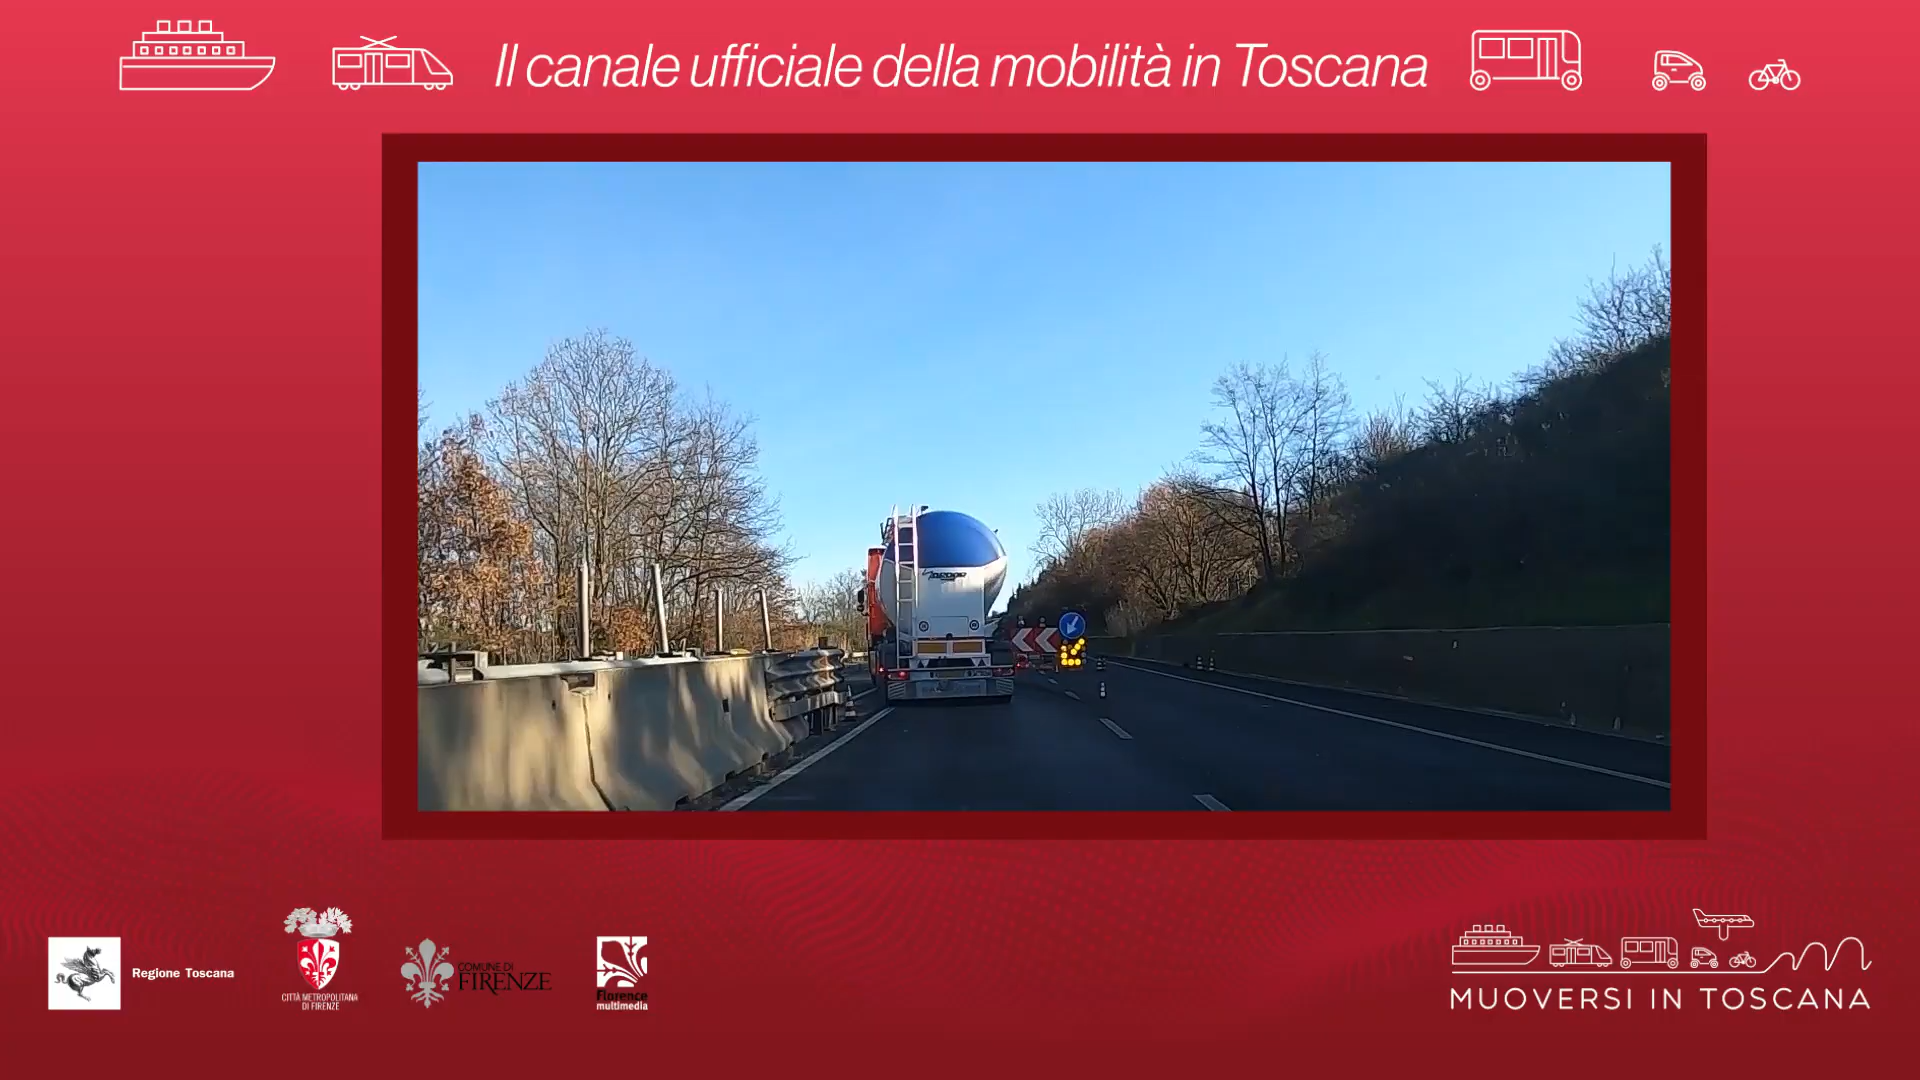 Il canale ufficiale della mobilità in Toscana
Regione Toscana
CITTÀ METROPOLITANA
DI FIRENZE
COMUNE DI
FIRENZE
Florence
multimedia
MUOVERSI IN TOSCANA